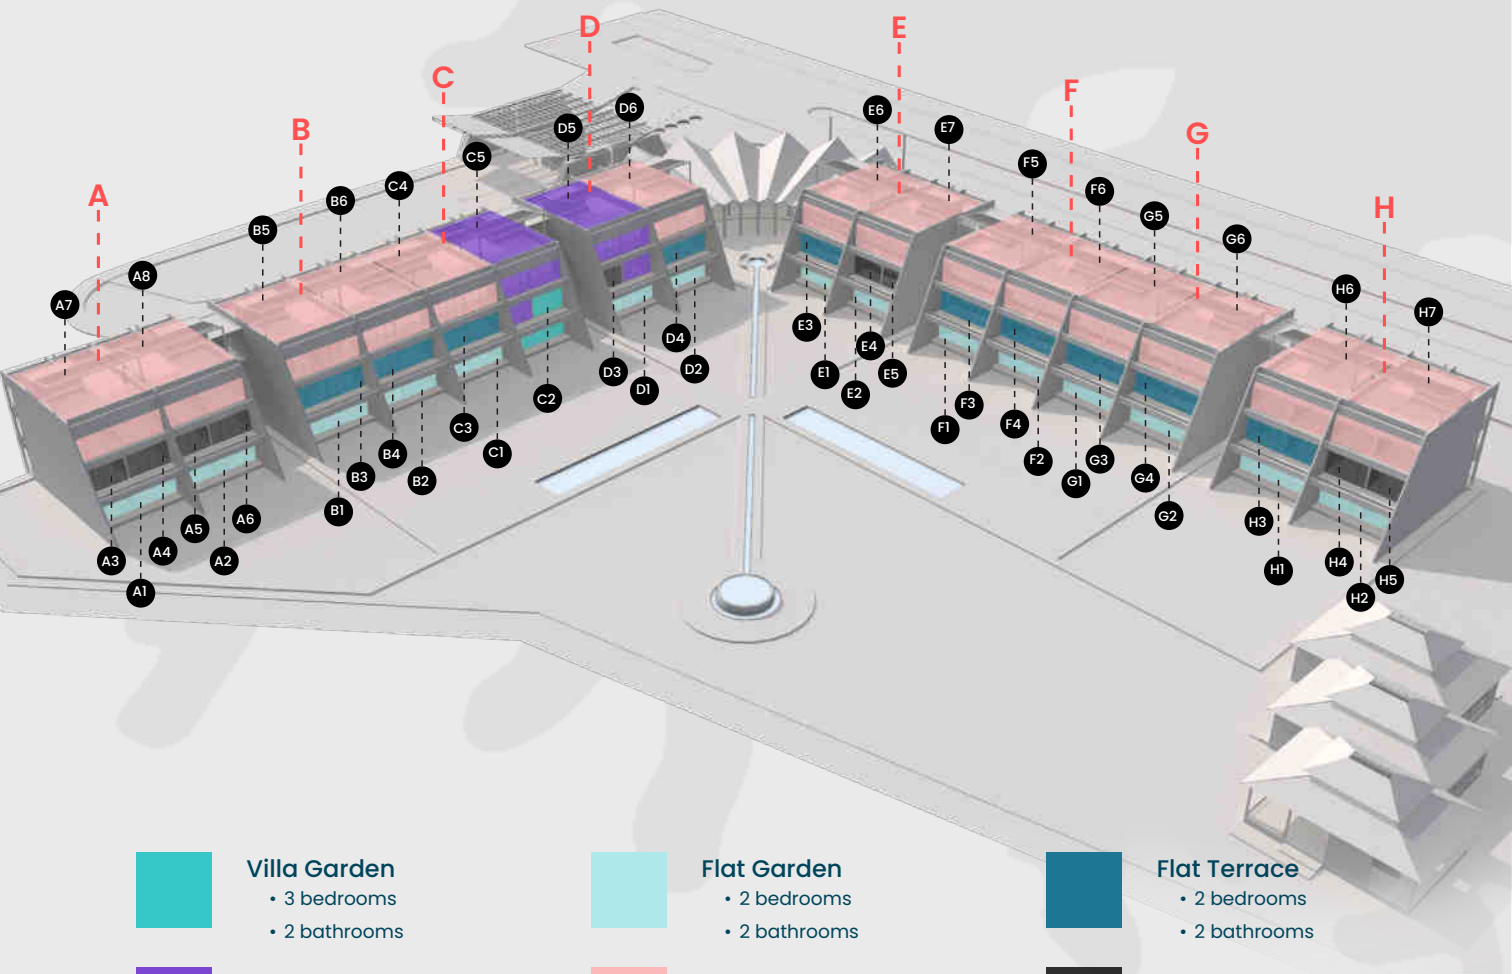 D
E
C
F
B
G
A
H
D6
E6
D5
E7
C5
F5
C4
F6
B6
G5
B5
G6
A8
H6
A7
H7
E3
D4
E4
D2
D3
E1
E5
D1
E2
C2
F3
F4
C3
F1
C1
B4
G3
F2
B3
B2
G4
G1
B1
G2
A6
H3
A5
A4
A3
A2
H4
H1
H5
A1
H2
Villa Garden
• 3 bedrooms
• 2 bathrooms
Flat Garden
• 2 bedrooms
• 2 bathrooms
Flat Terrace
• 2 bedrooms
• 2 bathrooms